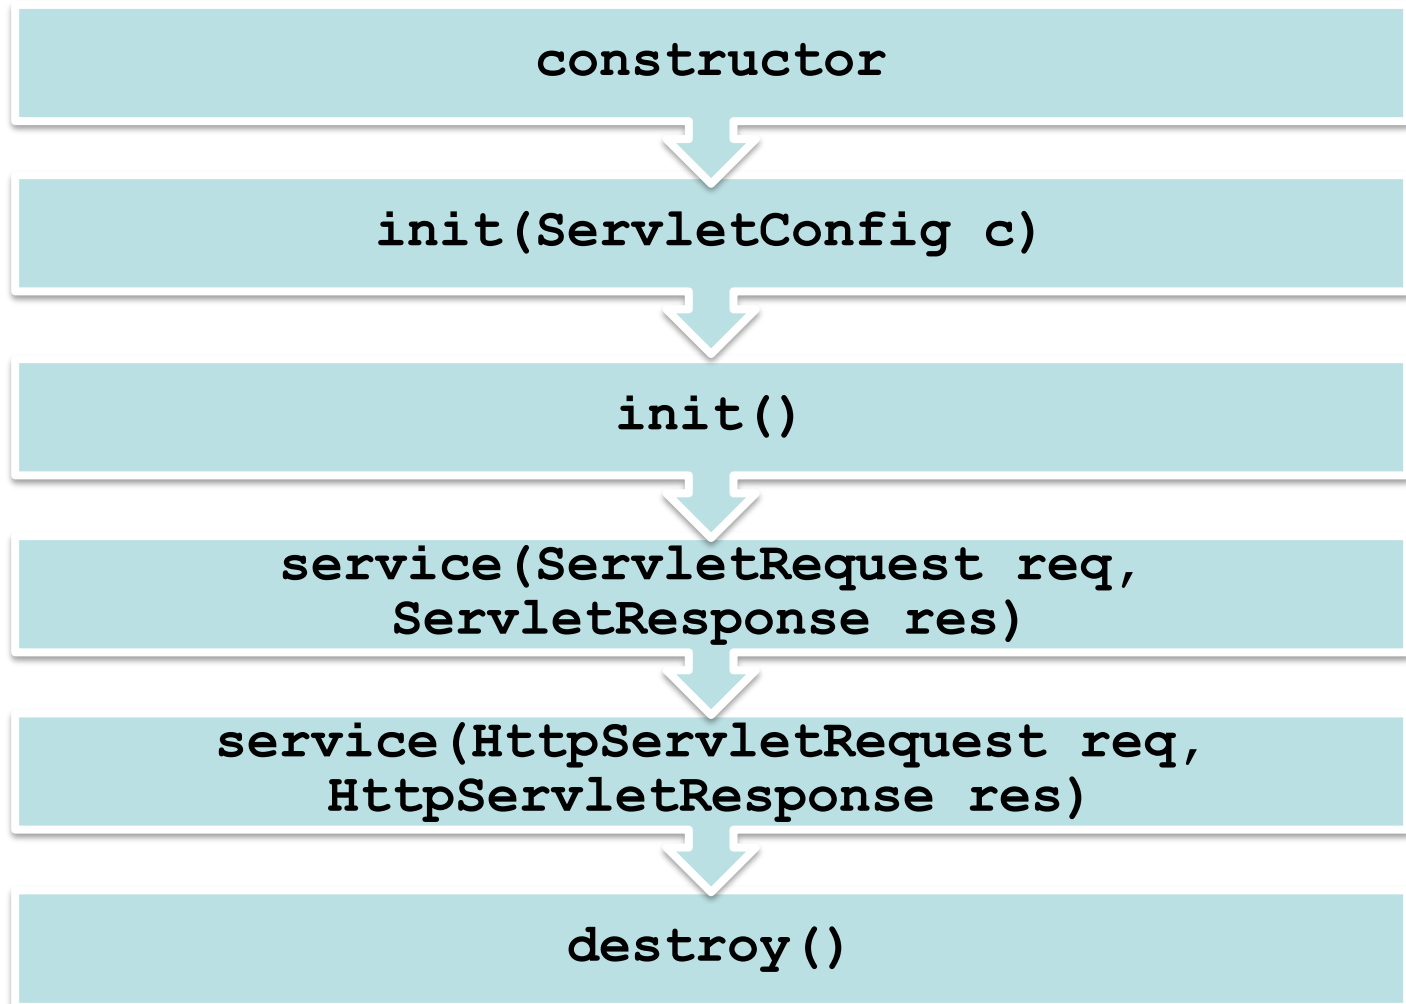 constructor
init(ServletConfig c)
init()
service(ServletRequest req,
ServletResponse res)
service(HttpServletRequest req,
HttpServletResponse res)
destroy()